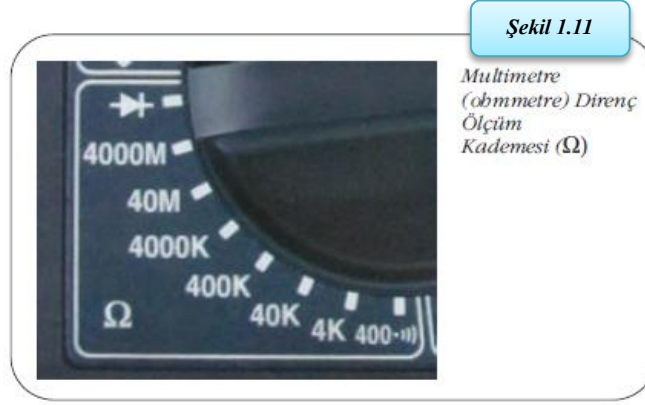 Şekil 1.11
Multimetre
(ohmmetre) Direnç
Ölçüm
Kademesi (Ω)
4000M
40M
4000K
400K
40K
4K
400
Ω